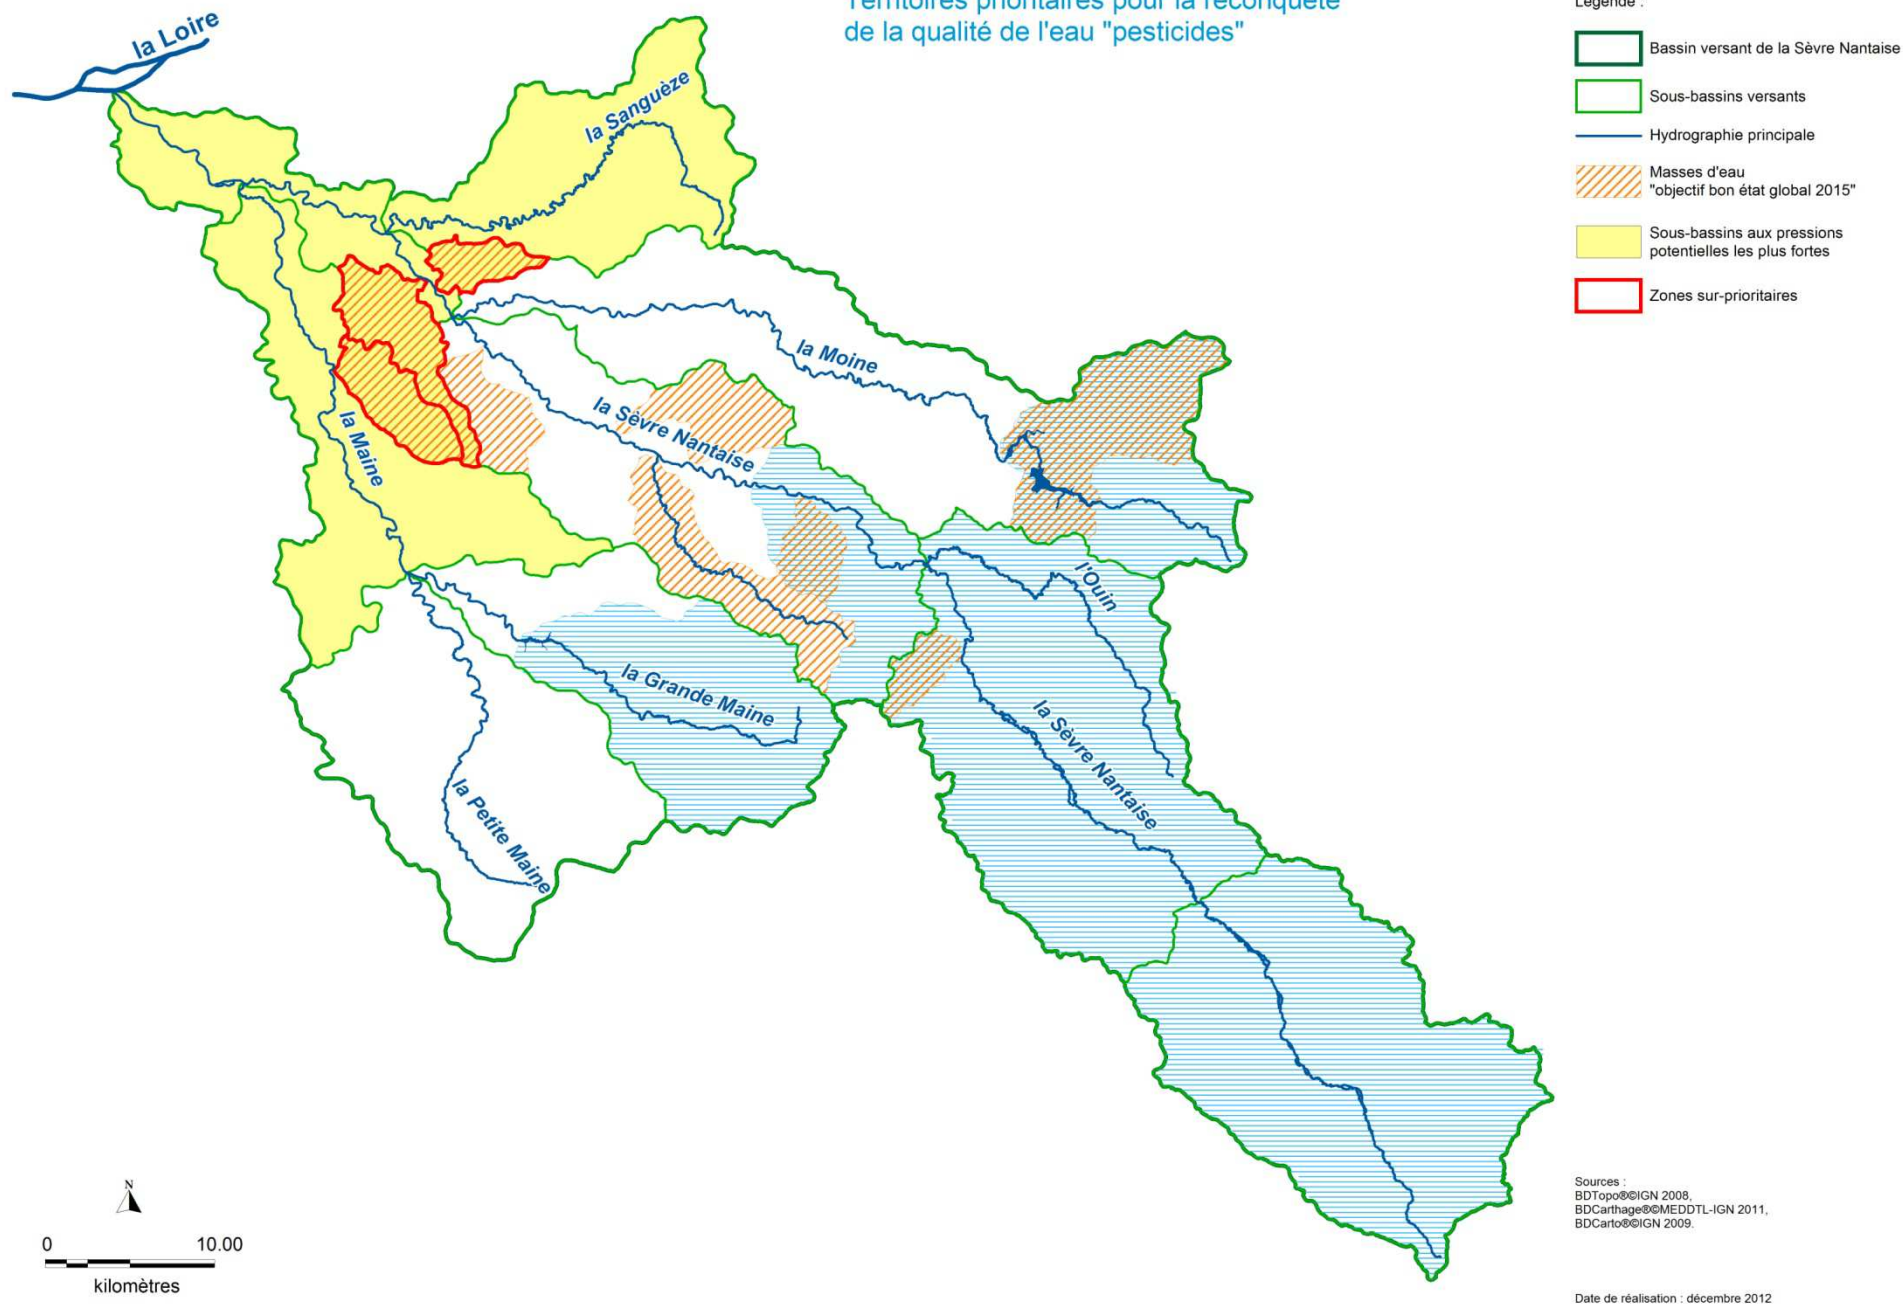 Territoires prioritaires pour la reconquête
de la qualité de l'eau "pesticides"
Légende :
Bassin versant de la Sèvre Nantaise
Sous-bassins versants
Hydrographie principale
Masses d'eau
"objectif bon état global 2015"
Sous-bassins aux pressions
potentielles les plus fortes
Zones sur-prioritaires
la Loire
la Sanguèze
la Moine
la Sèvre Nantaise
la Maine
l'Ouin
la Grande Maine
la Sèvre Nantaise
la Petite Maine
N
0 10.00
kilomètres
Sources :
BDTopo®©IGN 2008,
BDCarthage®©MEDDTL-IGN 2011,
BDCarto®©IGN 2009.
Date de réalisation : décembre 2012